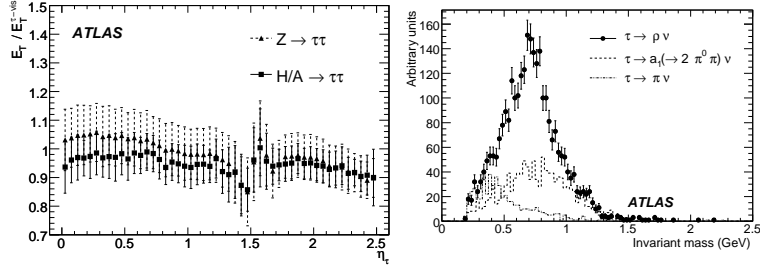 E_T / E_T^{τ-vis}
1.5
1.4
1.3
1.2
1.1
1
0.9
0.8
0.7
ATLAS
Z → ττ
H/A → ττ
0 0.5 1 1.5 2 2.5
η_τ
Arbitrary units
160
140
120
100
80
60
40
20
0
τ → ρ ν
τ → a₁(→ 2 π⁰ π) ν
τ → π ν
ATLAS
0 0.5 1 1.5 2 2.5
Invariant mass (GeV)